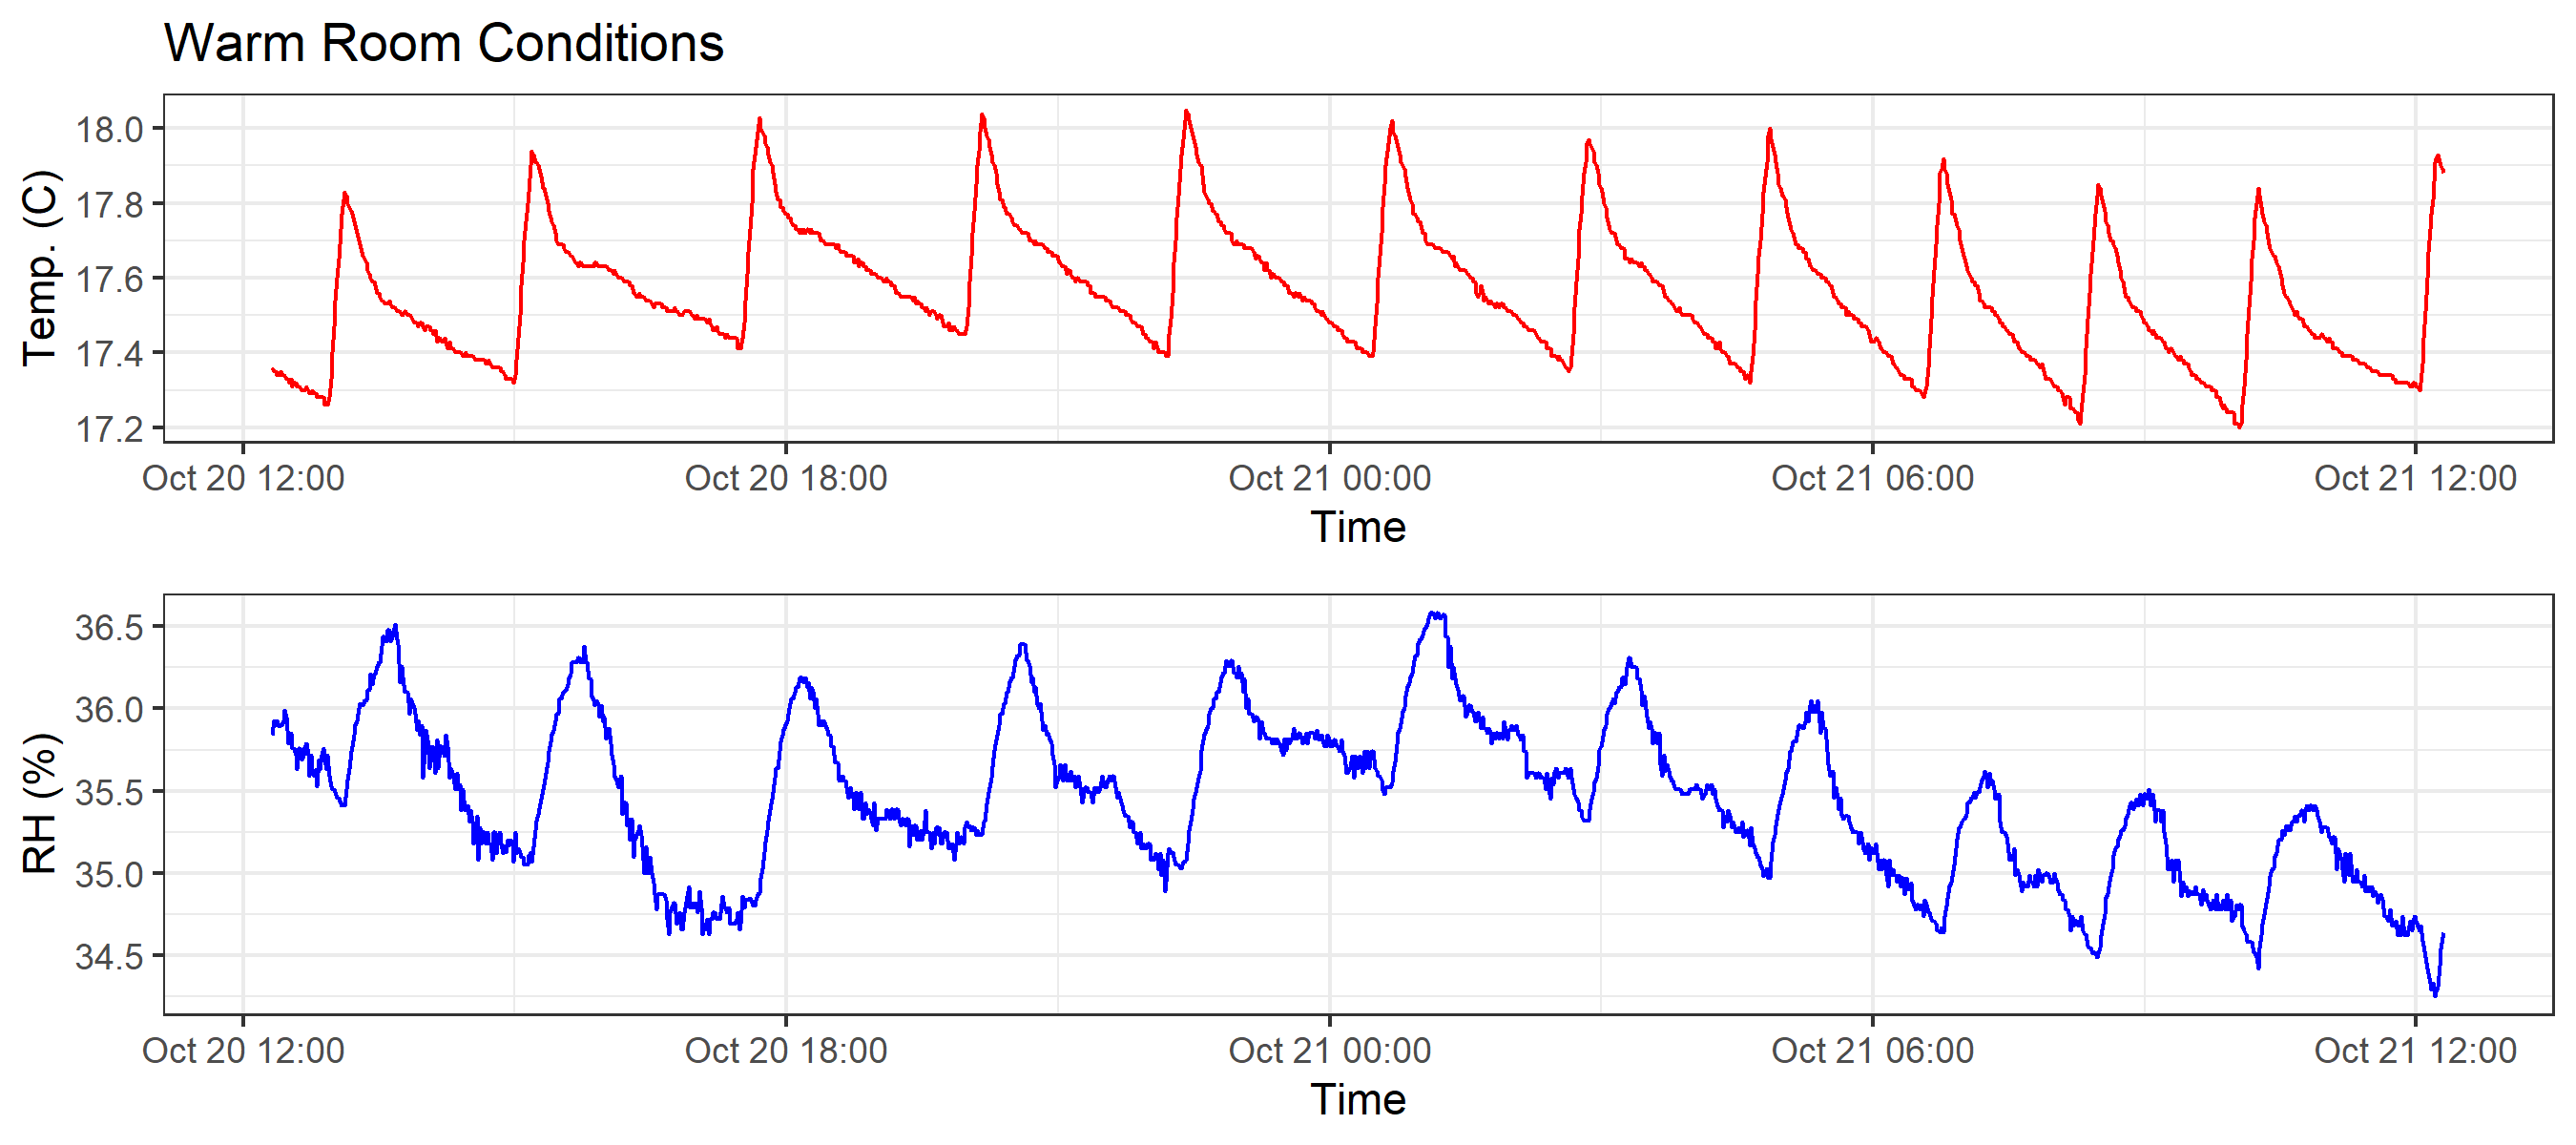 Warm Room Conditions
Temp. (C)
18.0
17.8
17.6
17.4
17.2
Oct 20 12:00 Oct 20 18:00 Oct 21 00:00 Oct 21 06:00 Oct 21 12:00
Time
RH (%)
36.5
36.0
35.5
35.0
34.5
Oct 20 12:00 Oct 20 18:00 Oct 21 00:00 Oct 21 06:00 Oct 21 12:00
Time